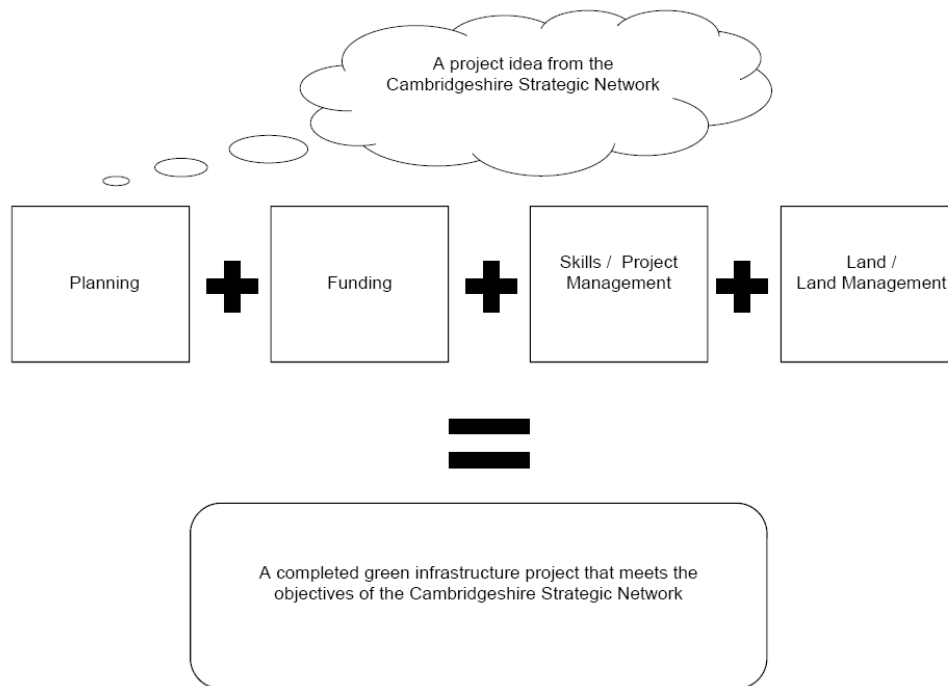 A project idea from the
Cambridgeshire Strategic Network
Planning
Funding
Skills / Project
Management
Land /
Land Management
A completed green infrastructure project that meets the
objectives of the Cambridgeshire Strategic Network